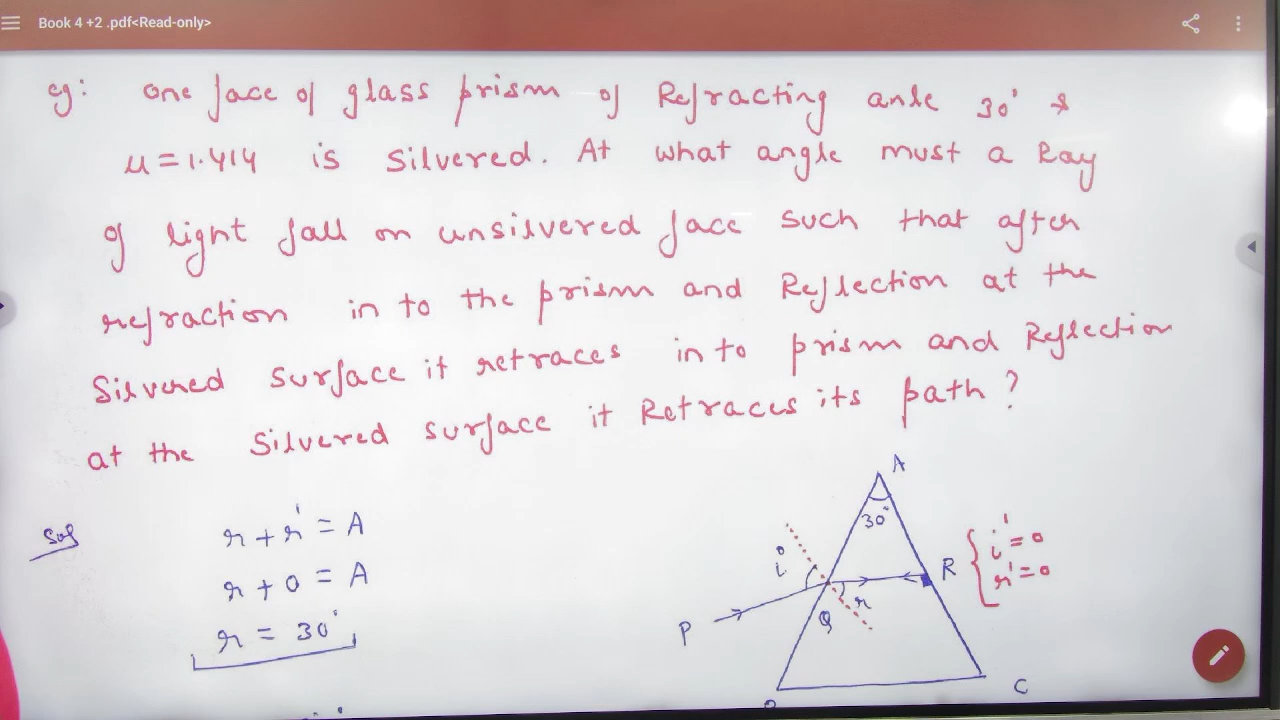 Book 4 +2 .pdf<Read-only>
eg: One face of glass prism of Refracting anle 30° &
μ = 1.414 is silvered. At what angle must a Ray
of light fall on unsilvered face such that after
refraction in to the prism and Reflection at the
Silvered surface it retraces in to prism and Reflection
at the Silvered surface it Retraces its path?
Sol
r + r' = A
r + 0 = A
r = 30°
A
30°
i
P
Q
r
R
i' = 0
r' = 0
C